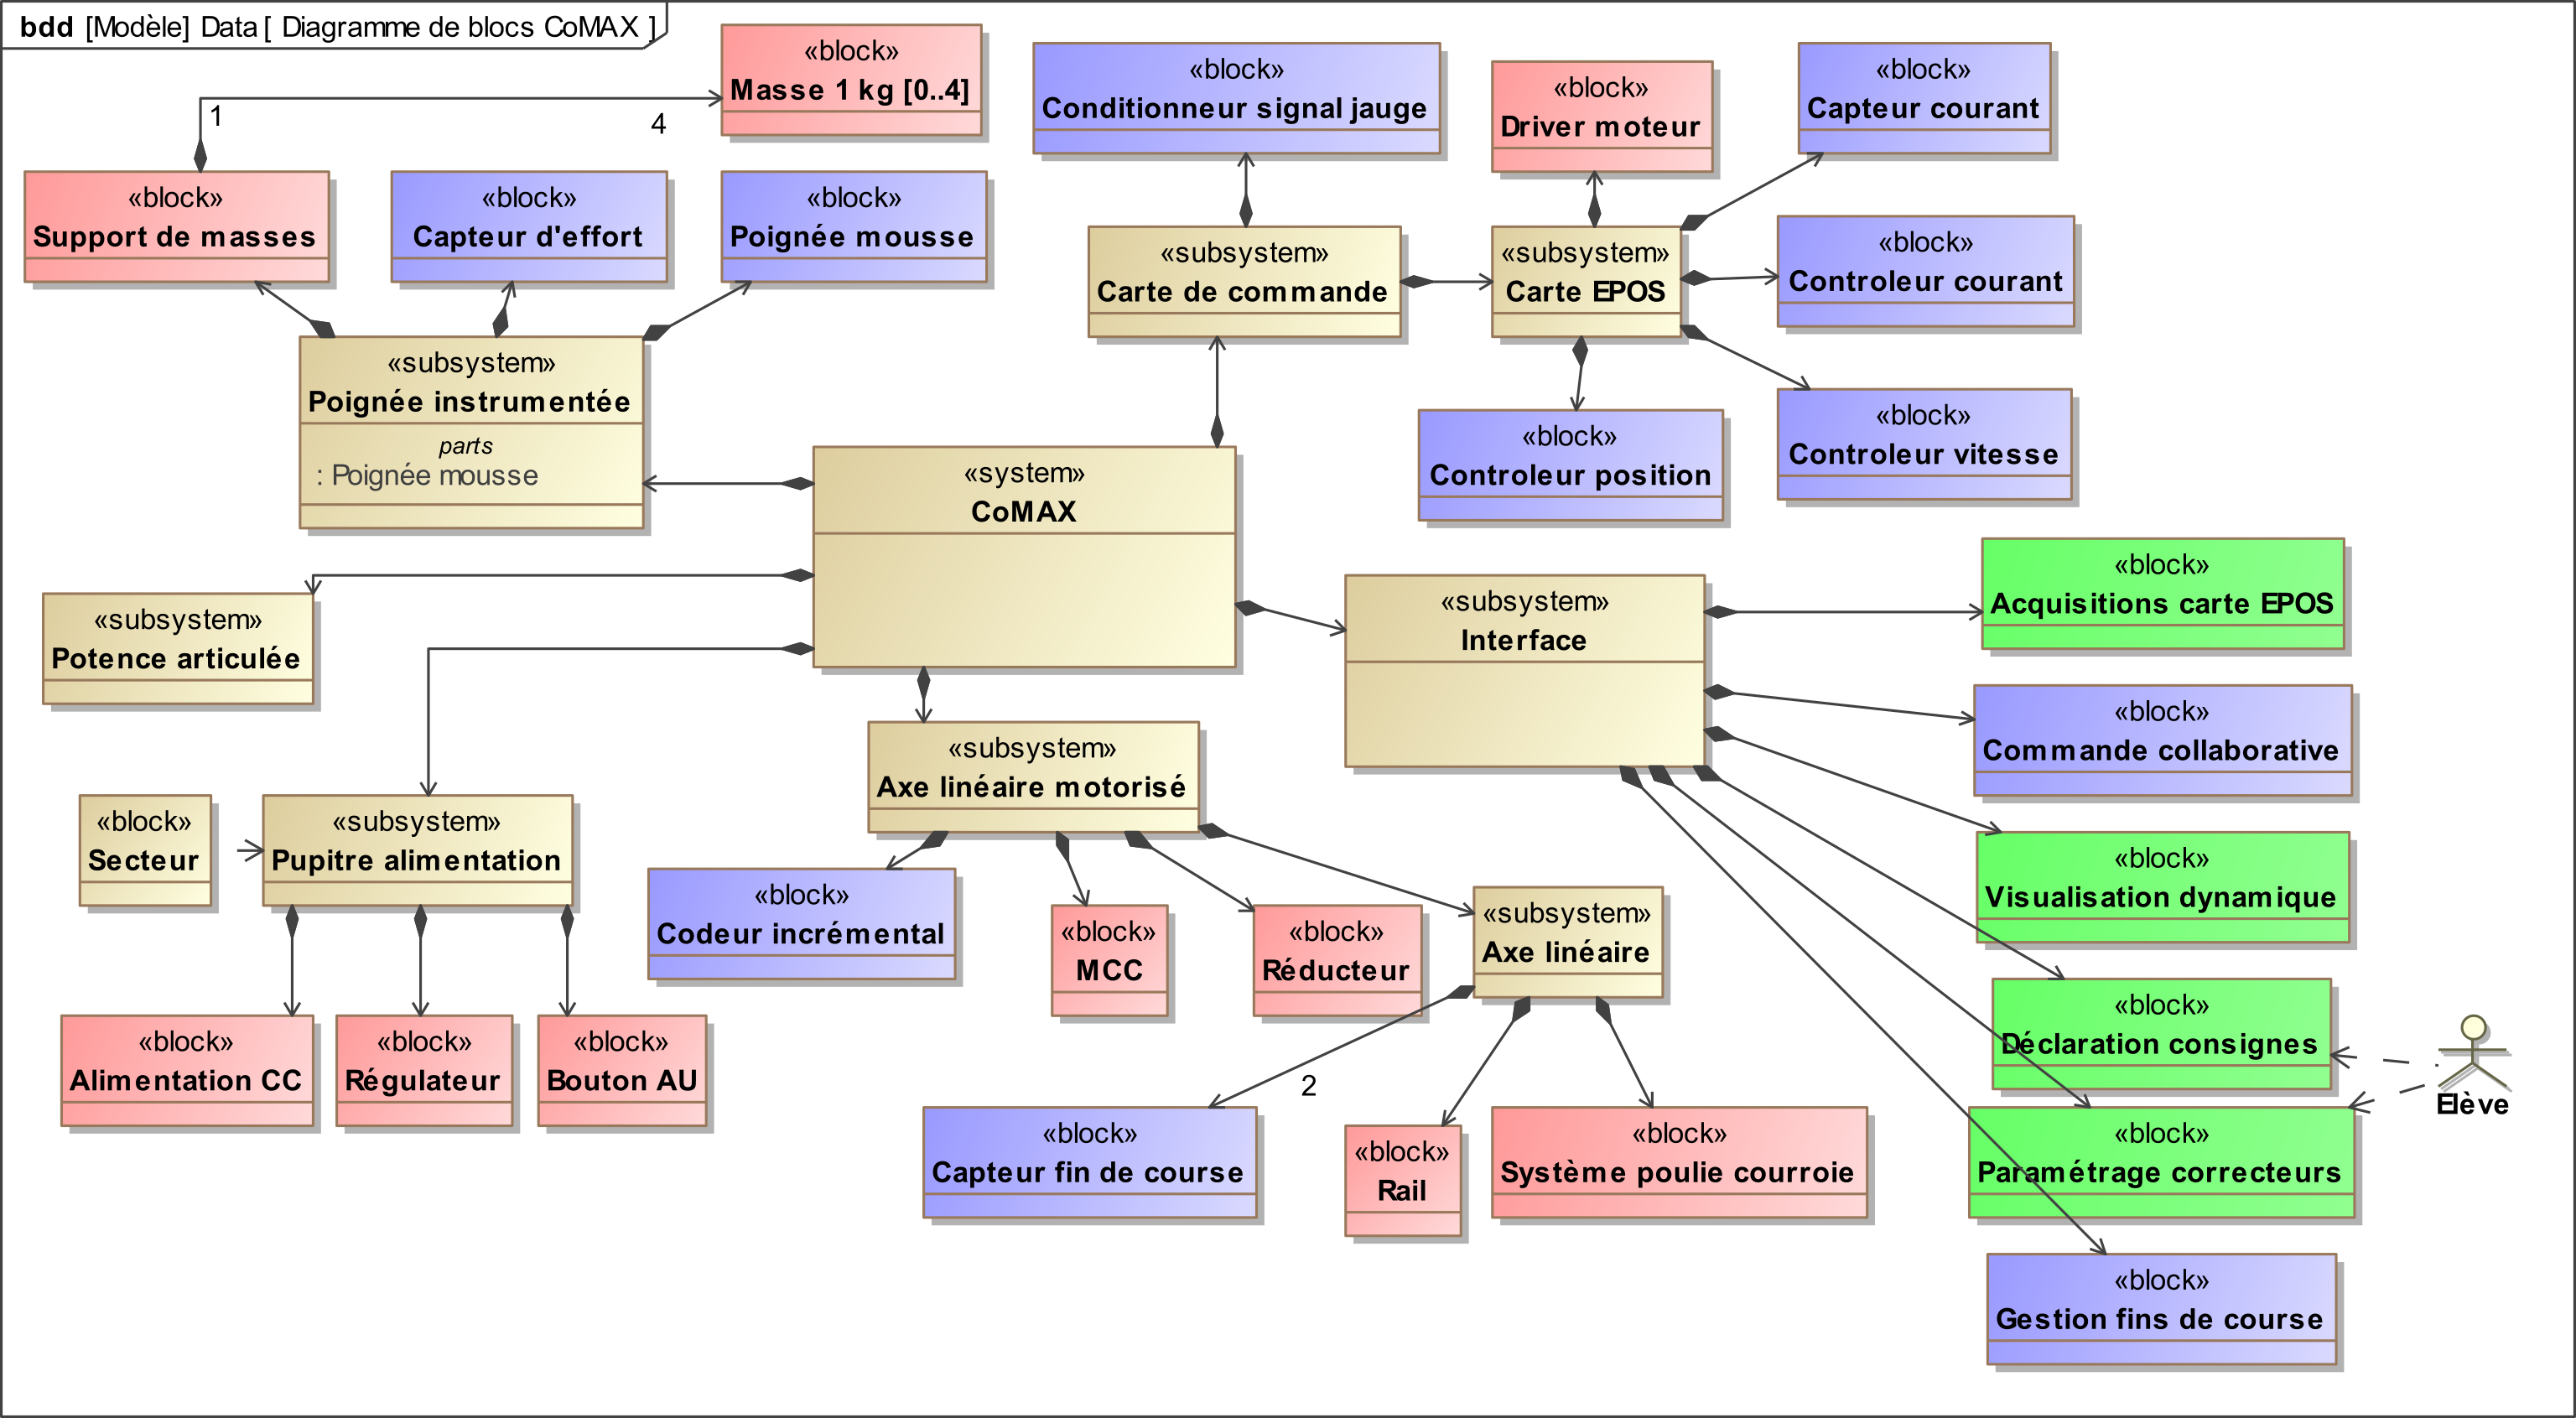 bdd [Modèle] Data [ Diagramme de blocs CoMAX ]
«block»
Masse 1 kg [0..4]
1
4
«block»
Support de masses
«block»
Capteur d'effort
«block»
Poignée mousse
«subsystem»
Poignée instrumentée
parts
: Poignée mousse
«block»
Conditionneur signal jauge
«block»
Driver moteur
«block»
Capteur courant
«subsystem»
Carte de commande
«subsystem»
Carte EPOS
«block»
Controleur courant
«block»
Controleur position
«block»
Controleur vitesse
«system»
CoMAX
«subsystem»
Potence articulée
«subsystem»
Interface
«block»
Acquisitions carte EPOS
«block»
Commande collaborative
«block»
Visualisation dynamique
«block»
Déclaration consignes
«block»
Paramétrage correcteurs
«block»
Gestion fins de course
Elève
«subsystem»
Axe linéaire motorisé
«block»
Secteur
«subsystem»
Pupitre alimentation
«block»
Codeur incrémental
«block»
MCC
«block»
Réducteur
«subsystem»
Axe linéaire
«block»
Alimentation CC
«block»
Régulateur
«block»
Bouton AU
2
«block»
Capteur fin de course
«block»
Rail
«block»
Système poulie courroie